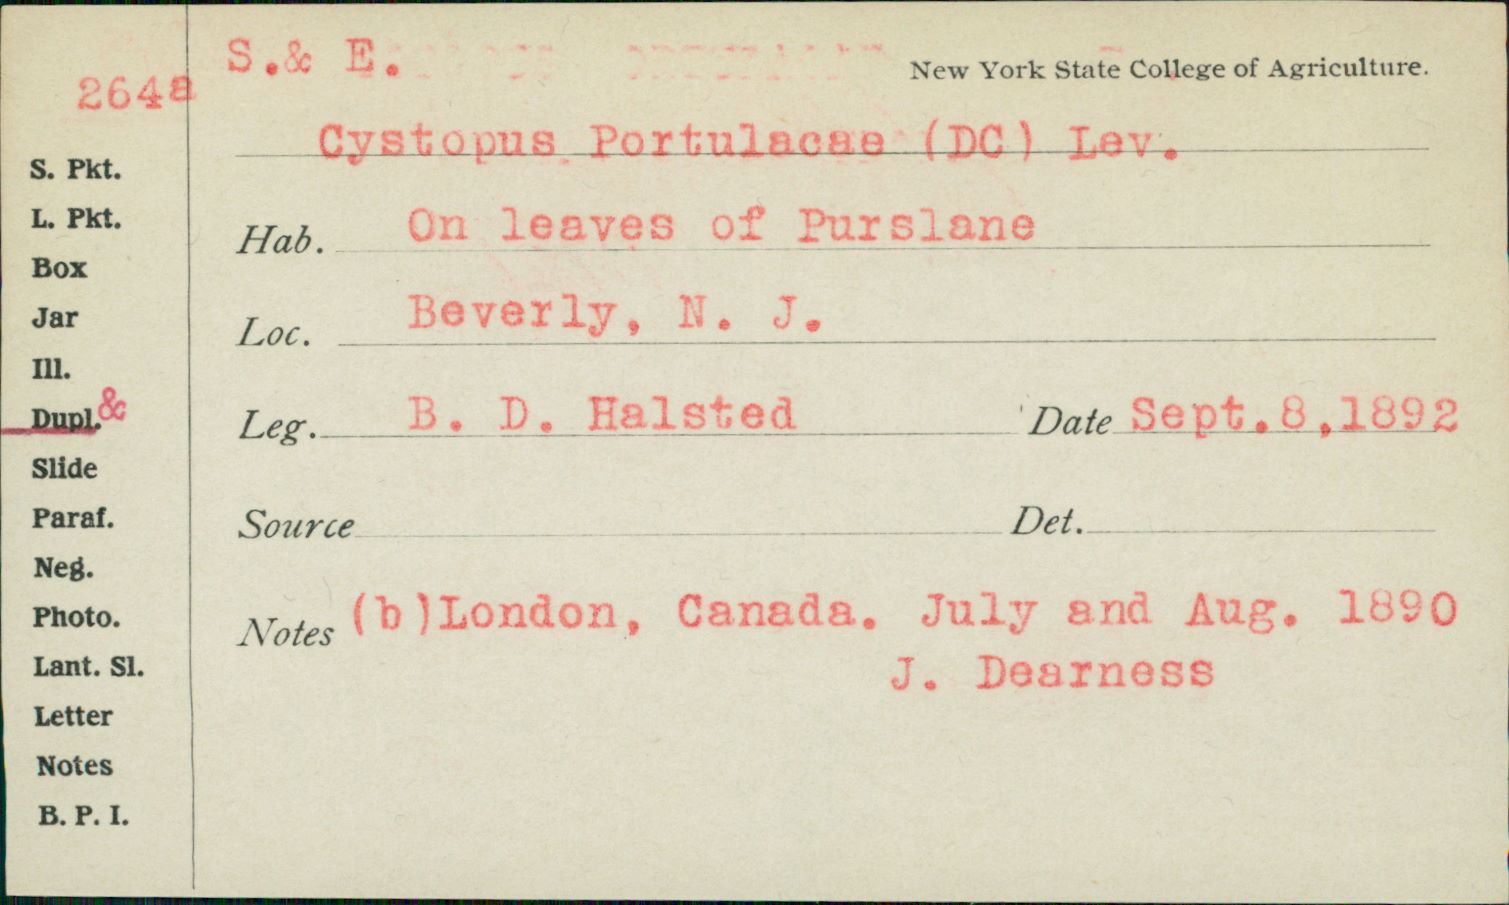 264a
S.& E.
New York State College of Agriculture.
Cystopus Portulacae (DC) Lev.
Hab. On leaves of Purslane
Loc. Beverly, N. J.
Leg. B. D. Halsted Date Sept.8,1892
Source Det.
Notes (b)London, Canada. July and Aug. 1890
J. Dearness
S. Pkt.
L. Pkt.
Box
Jar
Ill.
Dupl.&
Slide
Paraf.
Neg.
Photo.
Lant. Sl.
Letter
Notes
B. P. I.